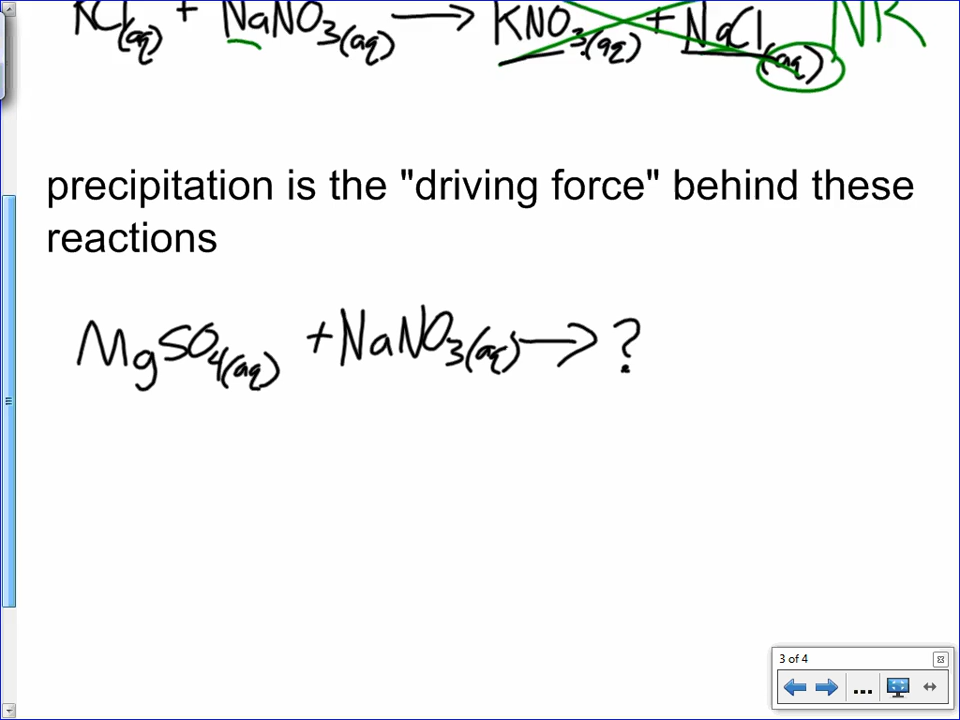 KCl(aq) + NaNO3(aq) → KNO3(aq) + NaCl(aq) NR
precipitation is the "driving force" behind these
reactions
MgSO4(aq) + NaNO3(aq) → ?
3 of 4
...